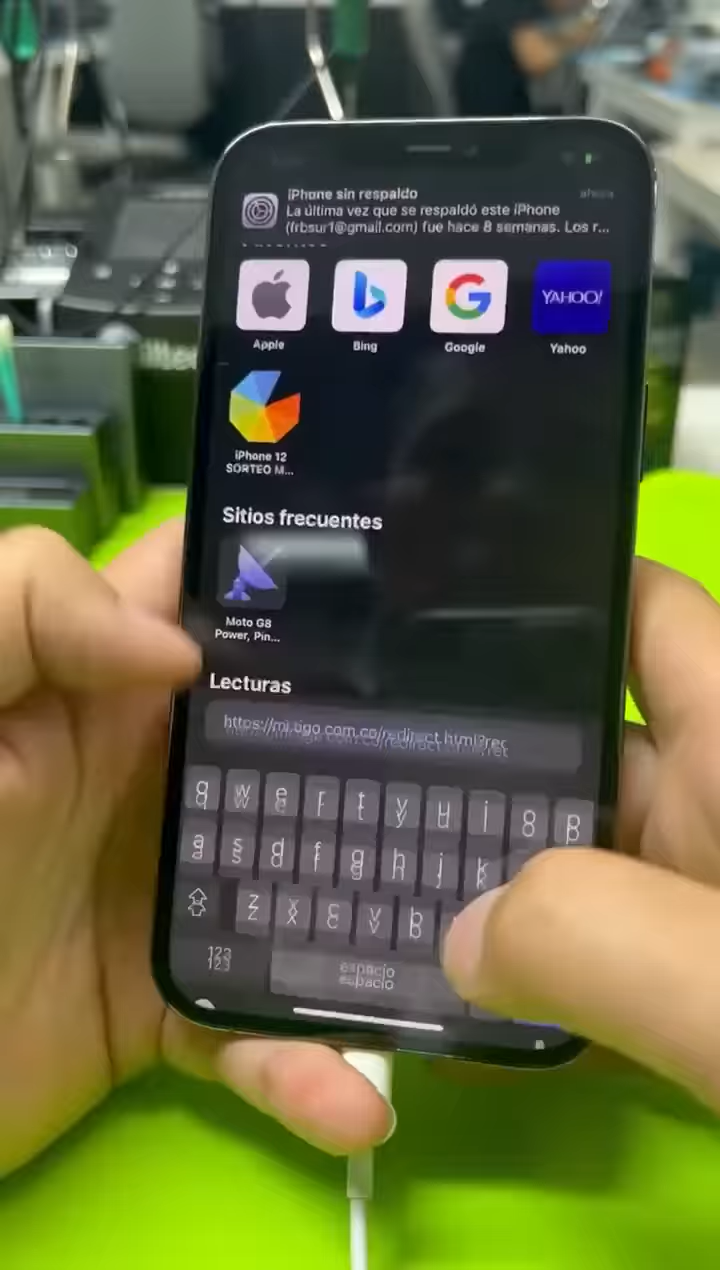 iPhone sin respaldo
ahora
La última vez que se respaldó este iPhone
(frbsur1@gmail.com) fue hace 8 semanas. Los r...
Apple
Bing
Google
YAHOO!
Yahoo
iPhone 12
SORTEO M...
Sitios frecuentes
Moto G8
Power, Pin...
Lecturas
https://mi.tigo.com.co/redirect.html?rec
q w e r t y u i o p
a s d f g h j k
z x c v b
123
espacio